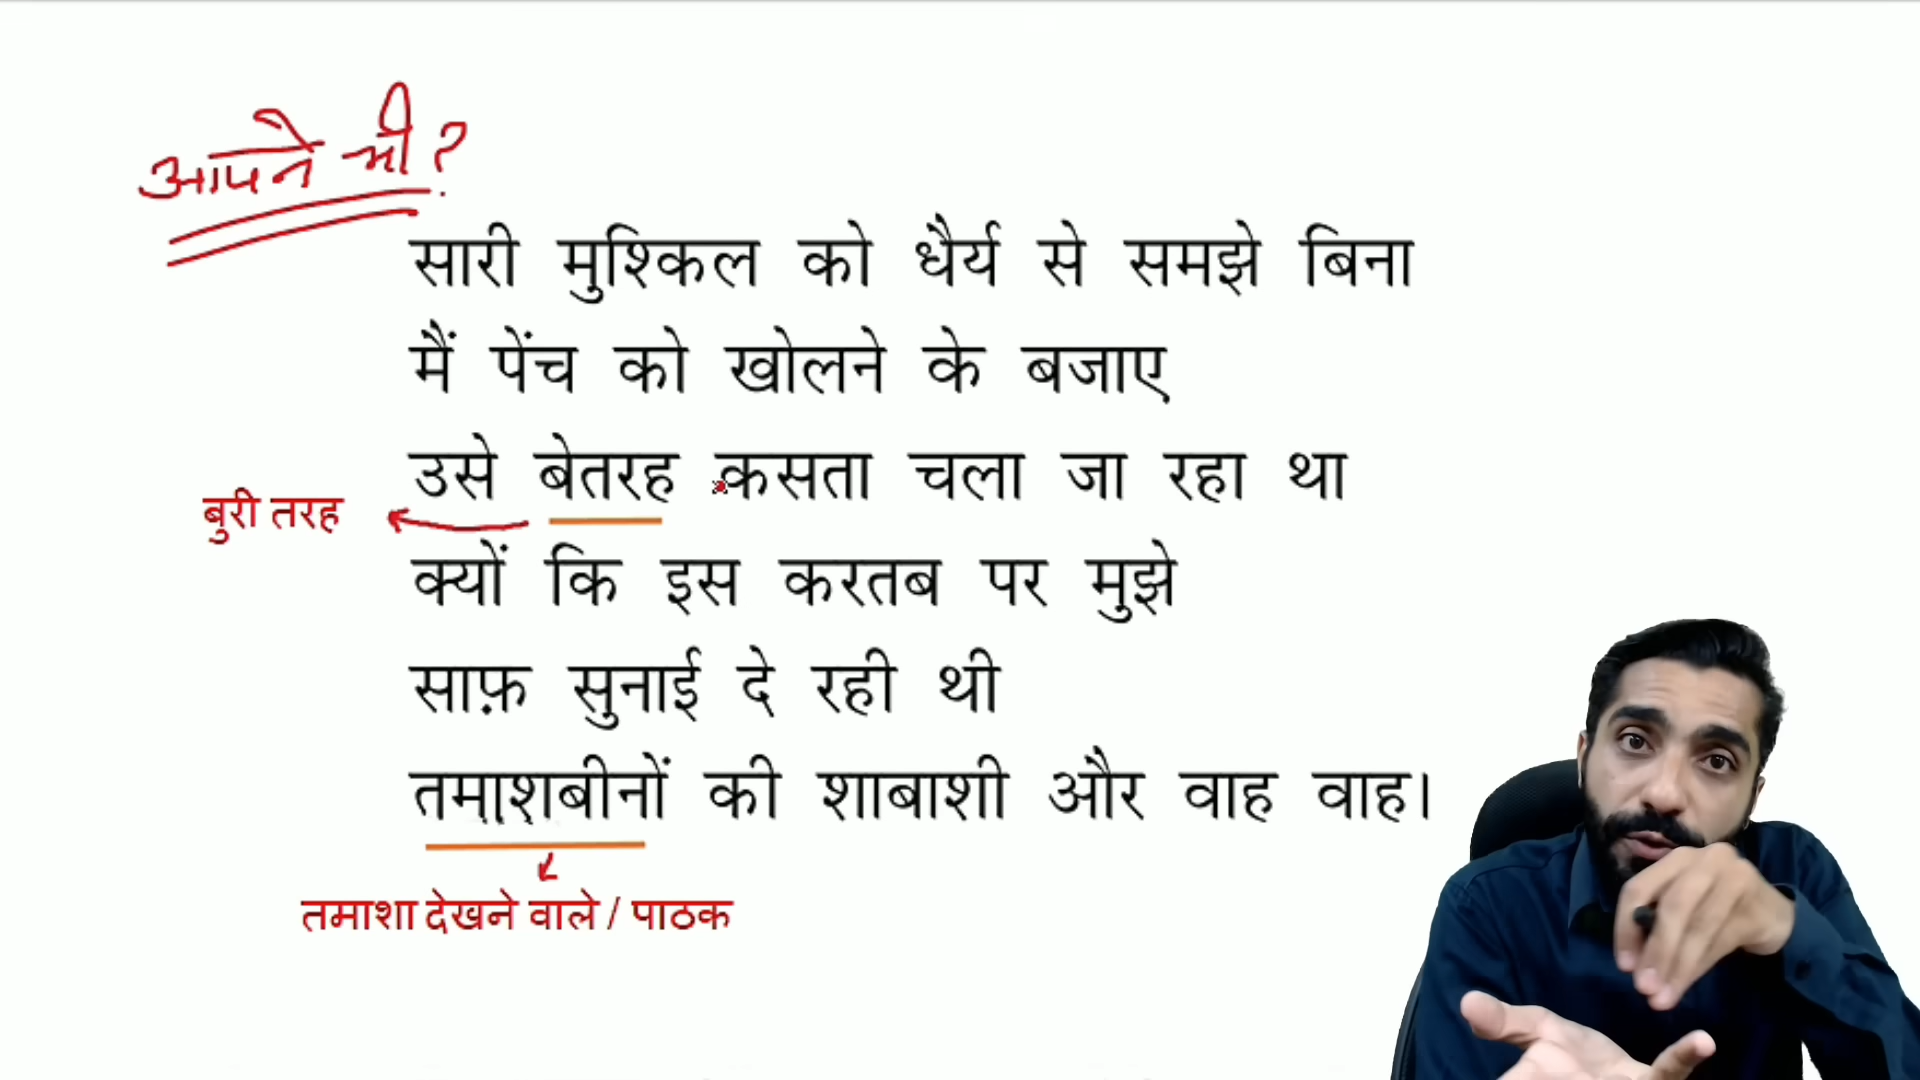 आपने भी?
सारी मुश्किल को धैर्य से समझे बिना
मैं पेंच को खोलने के बजाए
उसे बेतरह कसता चला जा रहा था
बुरी तरह
क्यों कि इस करतब पर मुझे
साफ़ सुनाई दे रही थी
तमाशबीनों की शाबाशी और वाह वाह।
तमाशा देखने वाले / पाठक